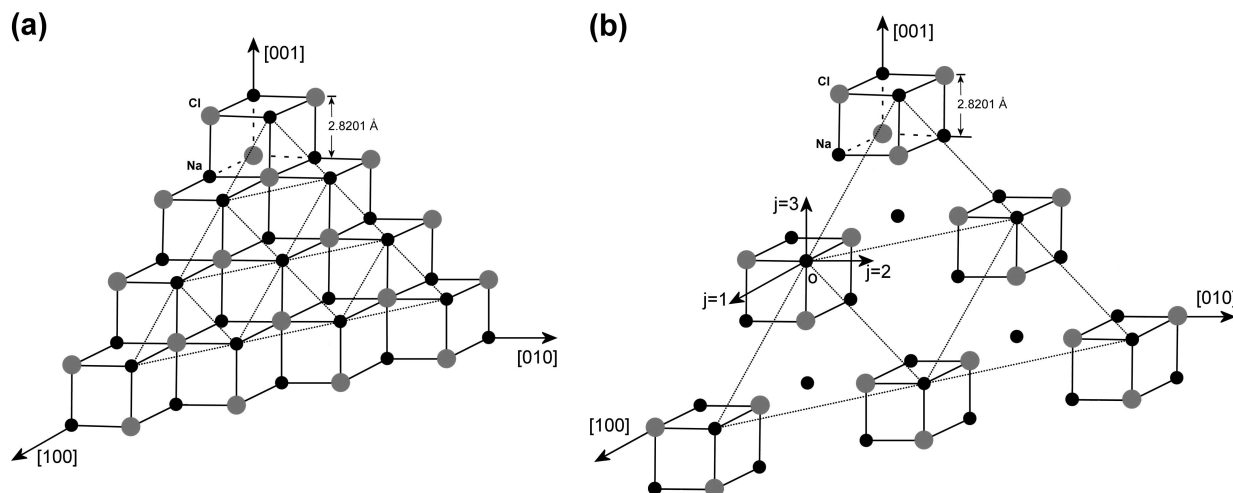 (a)
[001]
Cl
2.8201 Å
Na
[010]
[100]
(b)
[001]
Cl
2.8201 Å
Na
j=3
j=2
O
j=1
[010]
[100]